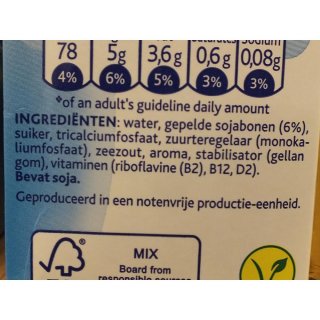 78 5g 3,6g 0,6g 0,08g
4% 6% 5% 3% 3%
*of an adult's guideline daily amount
INGREDIËNTEN: water, gepelde sojabonen (6%),
suiker, tricalciumfosfaat, zuurteregelaar (monoka-
liumfosfaat), zeezout, aroma, stabilisator (gellan
gom), vitaminen (riboflavine (B2), B12, D2).
Bevat soja.
Geproduceerd in een notenvrije productie-eenheid.
MIX
Board from
responsible sources